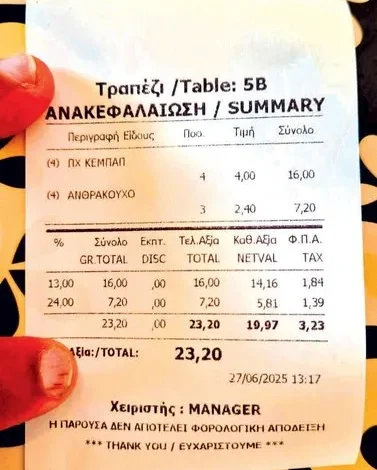 Τραπέζι /Table: 5B
ΑΝΑΚΕΦΑΛΑΙΩΣΗ / SUMMARY
Περιγραφή Είδους Ποσ. Τιμή Σύνολο
(4) ΠΧ ΚΕΜΠΑΠ
4 4,00 16,00
(4) ΑΝΘΡΑΚΟΥΧΟ
3 2,40 7,20
% Σύνολο Εκπτ. Τελ.Αξία Καθ.Αξία Φ.Π.Α.
GR.TOTAL DISC TOTAL NETVAL TAX
13,00 16,00 ,00 16,00 14,16 1,84
24,00 7,20 ,00 7,20 5,81 1,39
23,20 ,00 23,20 19,97 3,23
Αξία:/TOTAL: 23,20
27/06/2025 13:17
Χειριστής : MANAGER
Η ΠΑΡΟΥΣΑ ΔΕΝ ΑΠΟΤΕΛΕΙ ΦΟΡΟΛΟΓΙΚΗ ΑΠΟΔΕΙΞΗ
*** THANK YOU / ΕΥΧΑΡΙΣΤΟΥΜΕ ***